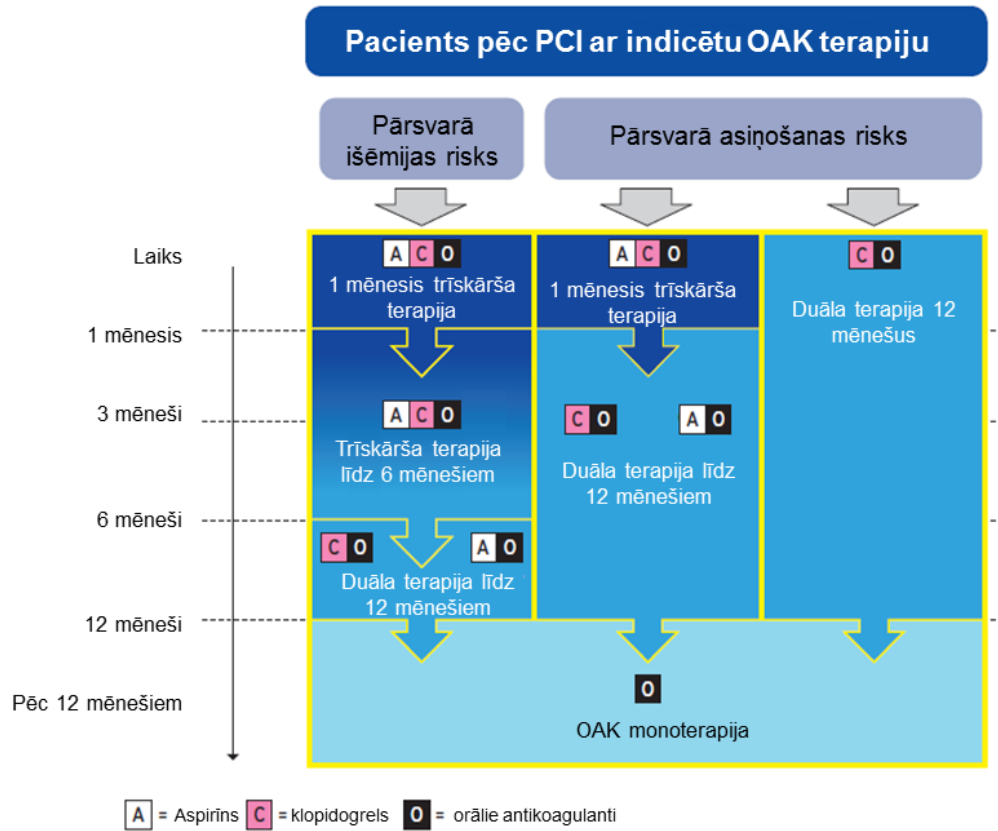 Pacients pēc PCI ar indicētu OAK terapiju
Pārsvarā
išēmijas risks
Pārsvarā asiņošanas risks
Laiks
1 mēnesis
3 mēneši
6 mēneši
12 mēneši
Pēc 12 mēnešiem
A C O
1 mēnesis trīskārša
terapija
A C O
Trīskārša terapija
līdz 6 mēnešiem
C O
A O
Duāla terapija līdz
12 mēnešiem
A C O
1 mēnesis trīskārša
terapija
C O
A O
Duāla terapija līdz
12 mēnešiem
C O
Duāla terapija 12
mēnešus
O
OAK monoterapija
A = Aspirīns C = klopidogrels O = orālie antikoagulanti